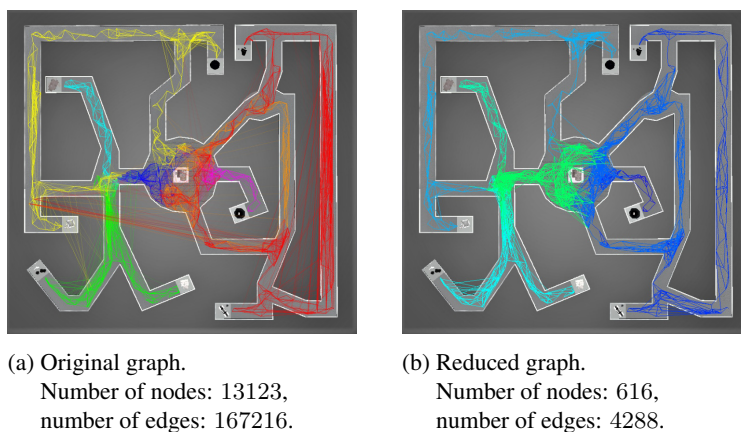 (a) Original graph.
Number of nodes: 13123,
number of edges: 167216.
(b) Reduced graph.
Number of nodes: 616,
number of edges: 4288.